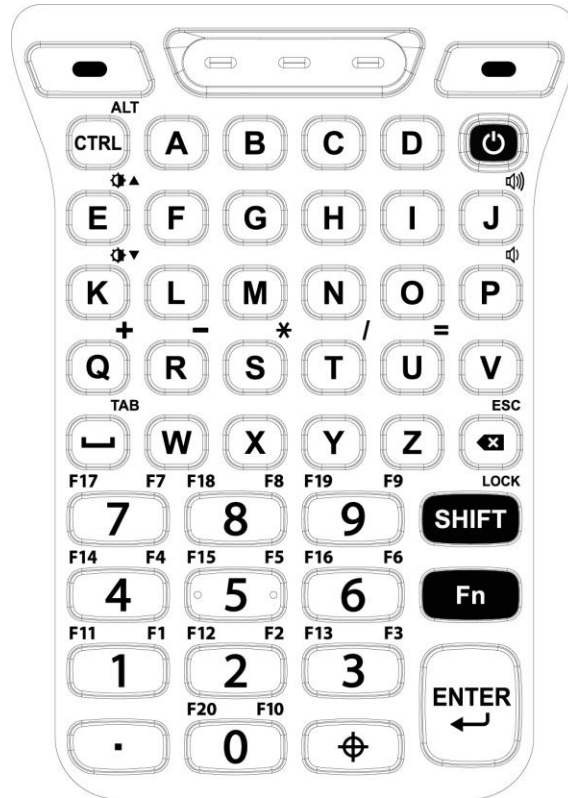 ALT
CTRL A B C D
E F G H I J
K L M N O P
+ - * / =
Q R S T U V
TAB ESC
W X Y Z
F17 F7 F18 F8 F19 F9 LOCK
7 8 9 SHIFT
F14 F4 F15 F5 F16 F6
4 5 6 Fn
F11 F1 F12 F2 F13 F3
1 2 3
ENTER
F20 F10
. 0